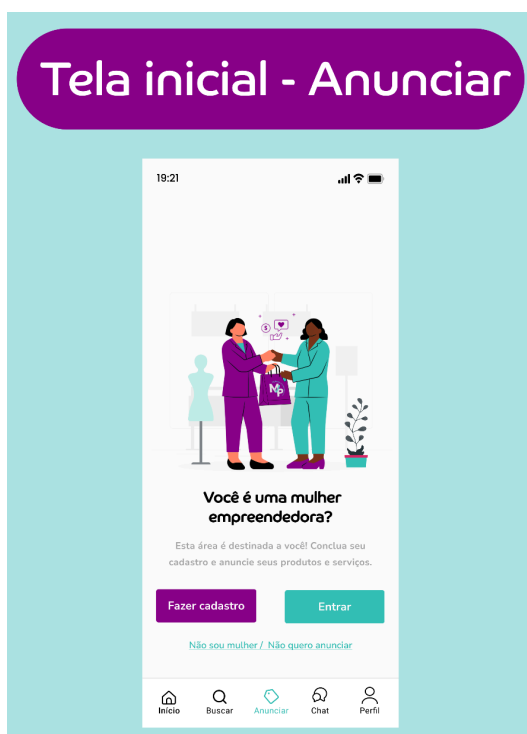 Tela inicial - Anunciar
19:21
$
MP
Você é uma mulher
empreendedora?
Esta área é destinada a você! Conclua seu
cadastro e anuncie seus produtos e serviços.
Fazer cadastro
Entrar
Não sou mulher / Não quero anunciar
Início Buscar Anunciar Chat Perfil